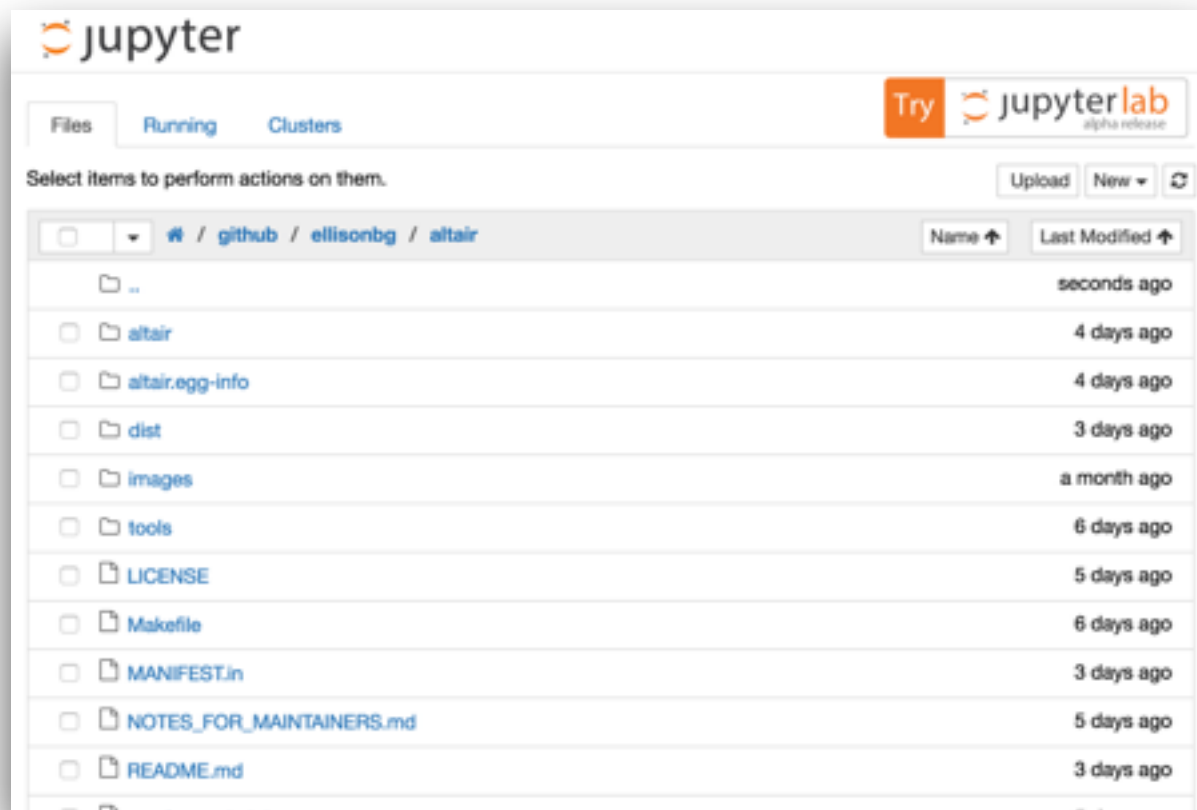 jupyter
Try jupyterlab
alpha release
Files Running Clusters
Select items to perform actions on them.
Upload New
/ github / ellisonbg / altair Name Last Modified
.. seconds ago
altair 4 days ago
altair.egg-info 4 days ago
dist 3 days ago
images a month ago
tools 6 days ago
LICENSE 5 days ago
Makefile 6 days ago
MANIFEST.in 3 days ago
NOTES_FOR_MAINTAINERS.md 5 days ago
README.md 3 days ago